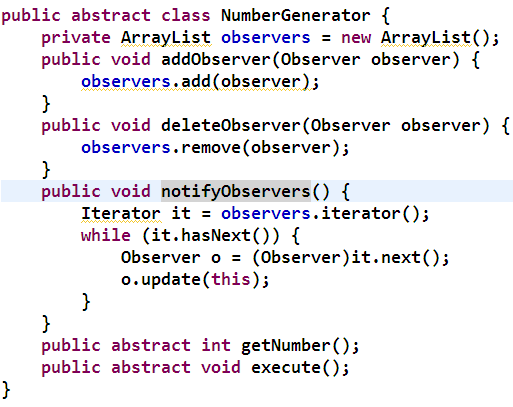 public abstract class NumberGenerator {
    private ArrayList observers = new ArrayList();
    public void addObserver(Observer observer) {
        observers.add(observer);
    }
    public void deleteObserver(Observer observer) {
        observers.remove(observer);
    }
    public void notifyObservers() {
        Iterator it = observers.iterator();
        while (it.hasNext()) {
            Observer o = (Observer)it.next();
            o.update(this);
        }
    }
    public abstract int getNumber();
    public abstract void execute();
}